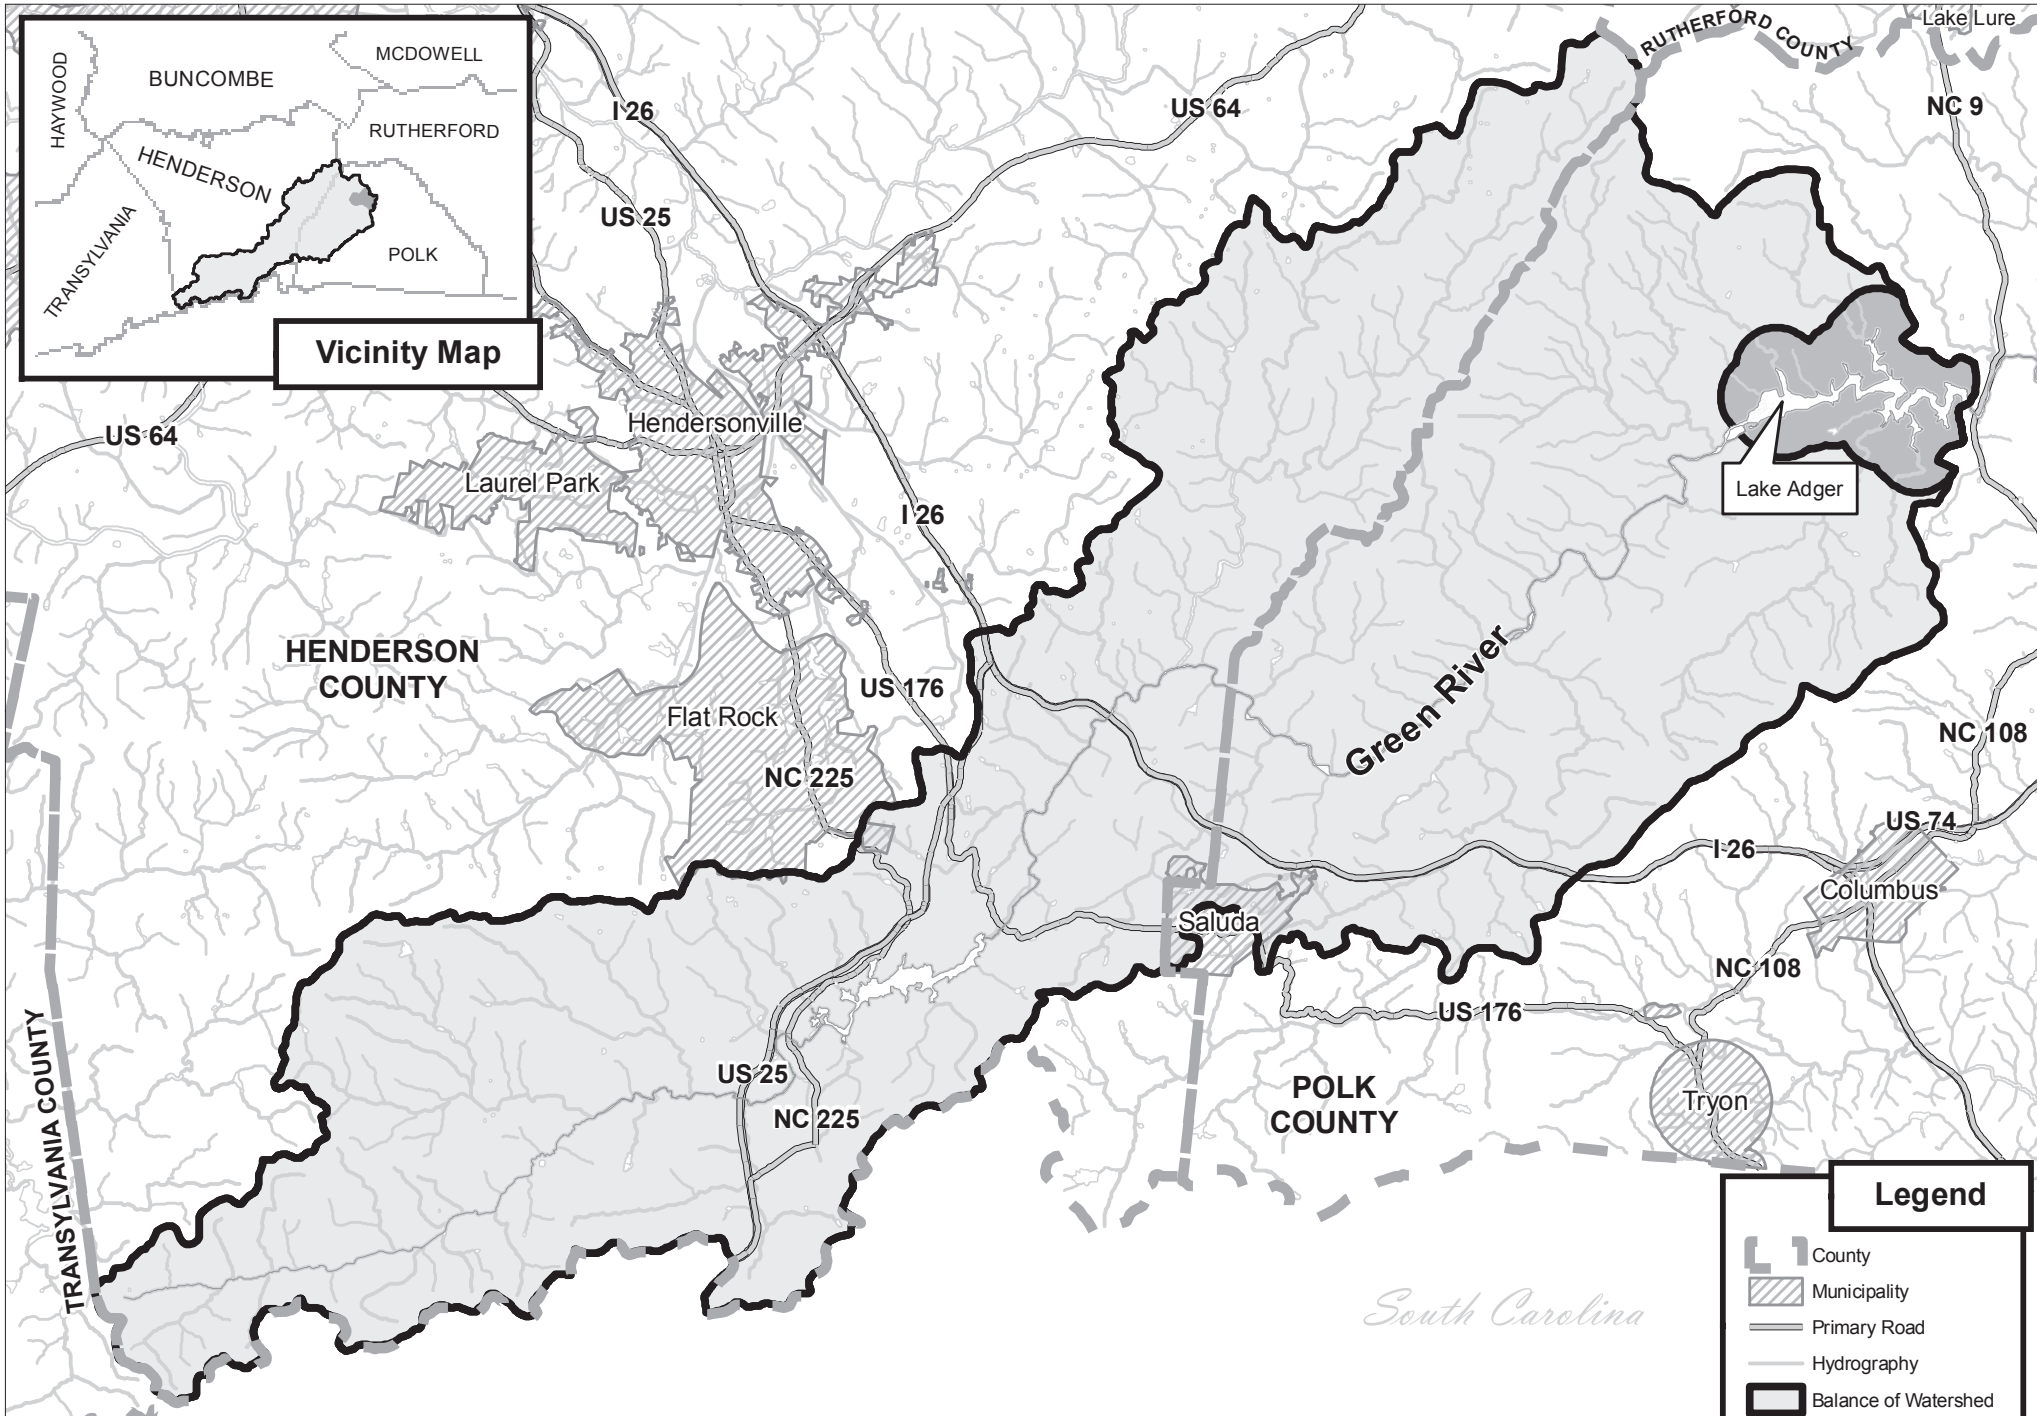 HAYWOOD
BUNCOMBE
MCDOWELL
RUTHERFORD
HENDERSON
TRANSYLVANIA
POLK
Vicinity Map
RUTHERFORD COUNTY
Lake Lure
I 26
US 64
NC 9
US 25
US 64
Hendersonville
Laurel Park
I 26
Lake Adger
HENDERSON
COUNTY
US 176
Flat Rock
NC 225
Green River
NC 108
US 74
I 26
Columbus
Saluda
NC 108
US 176
TRANSYLVANIA COUNTY
US 25
NC 225
POLK
COUNTY
Tryon
South Carolina
Legend
County
Municipality
Primary Road
Hydrography
Balance of Watershed